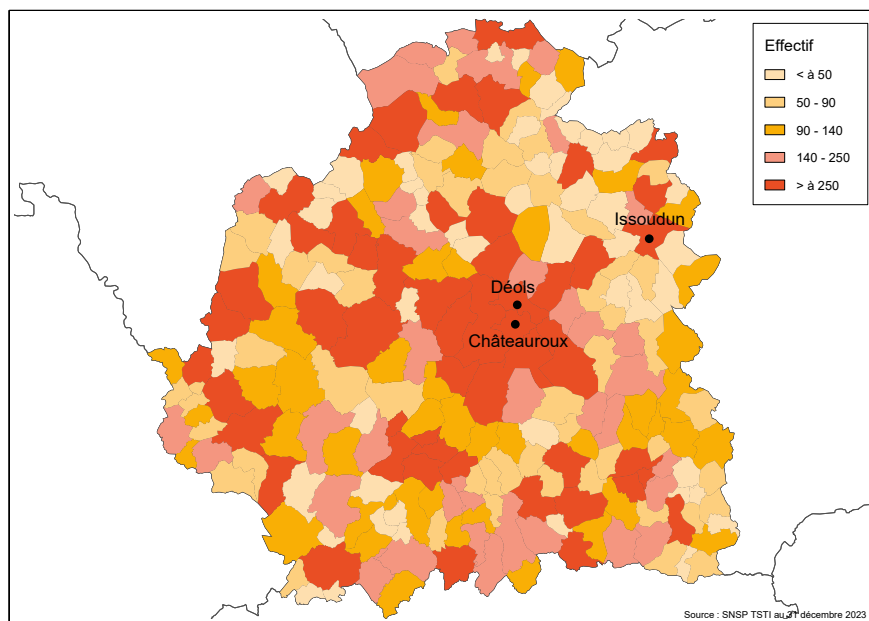 Effectif
< à 50
50 - 90
90 - 140
140 - 250
> à 250
Issoudun
Déols
Châteauroux
Source : SNSP TSTI au 31 décembre 2023